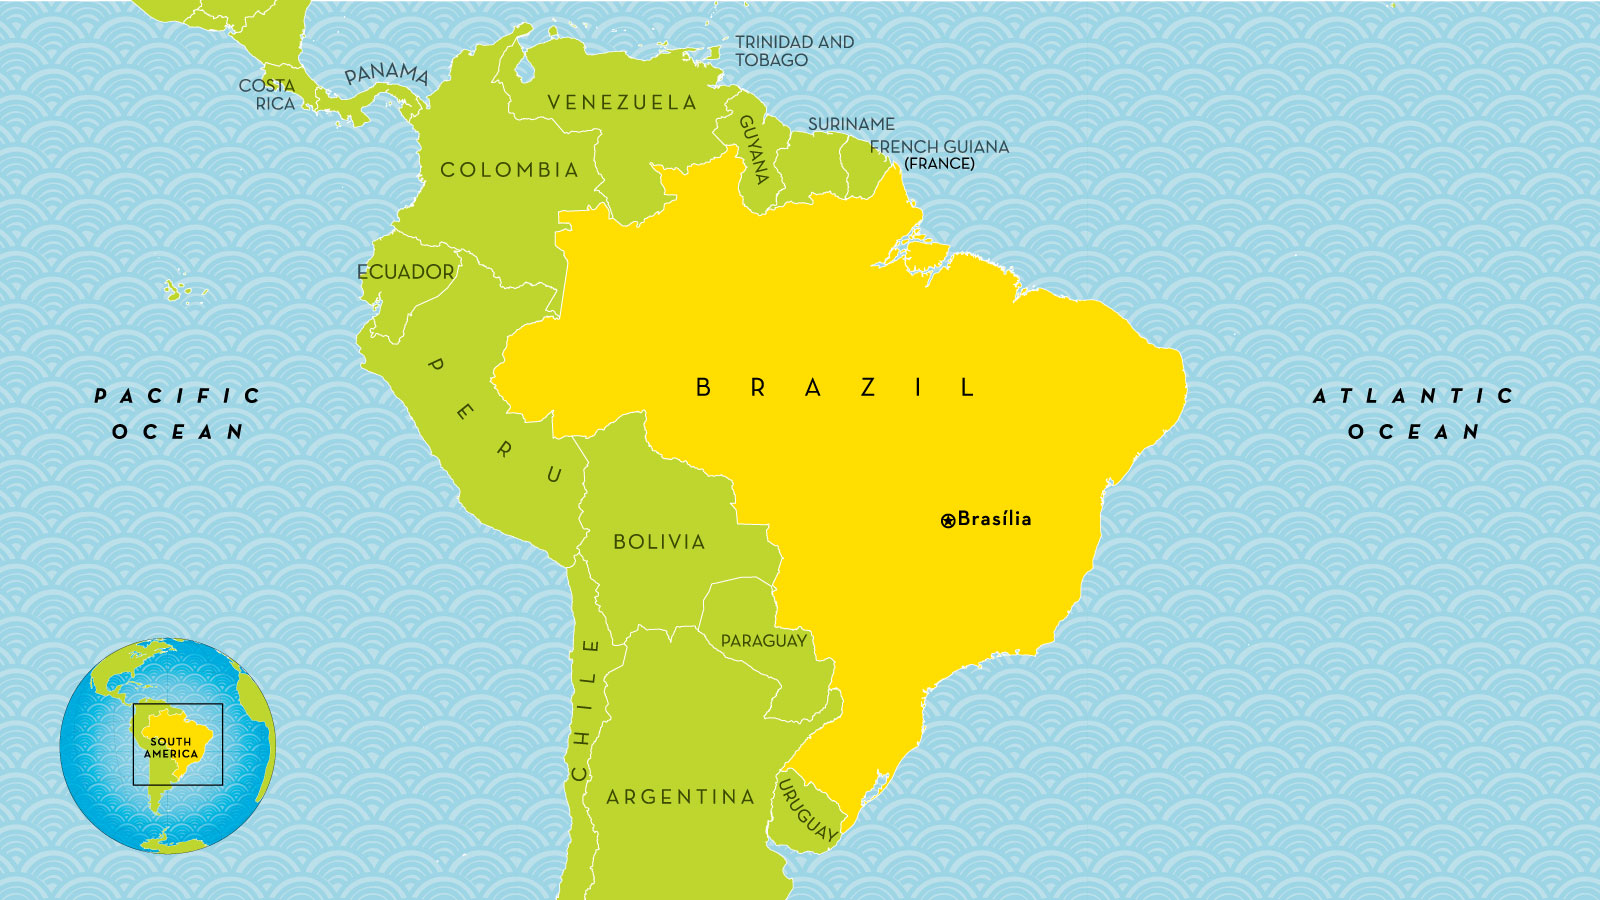 TRINIDAD AND
TOBAGO
PANAMA
COSTA
RICA
VENEZUELA
GUYANA
SURINAME
FRENCH GUIANA
(FRANCE)
COLOMBIA
ECUADOR
PERU
BRAZIL
PACIFIC
OCEAN
ATLANTIC
OCEAN
Brasília
BOLIVIA
PARAGUAY
CHILE
ARGENTINA
URUGUAY
SOUTH
AMERICA